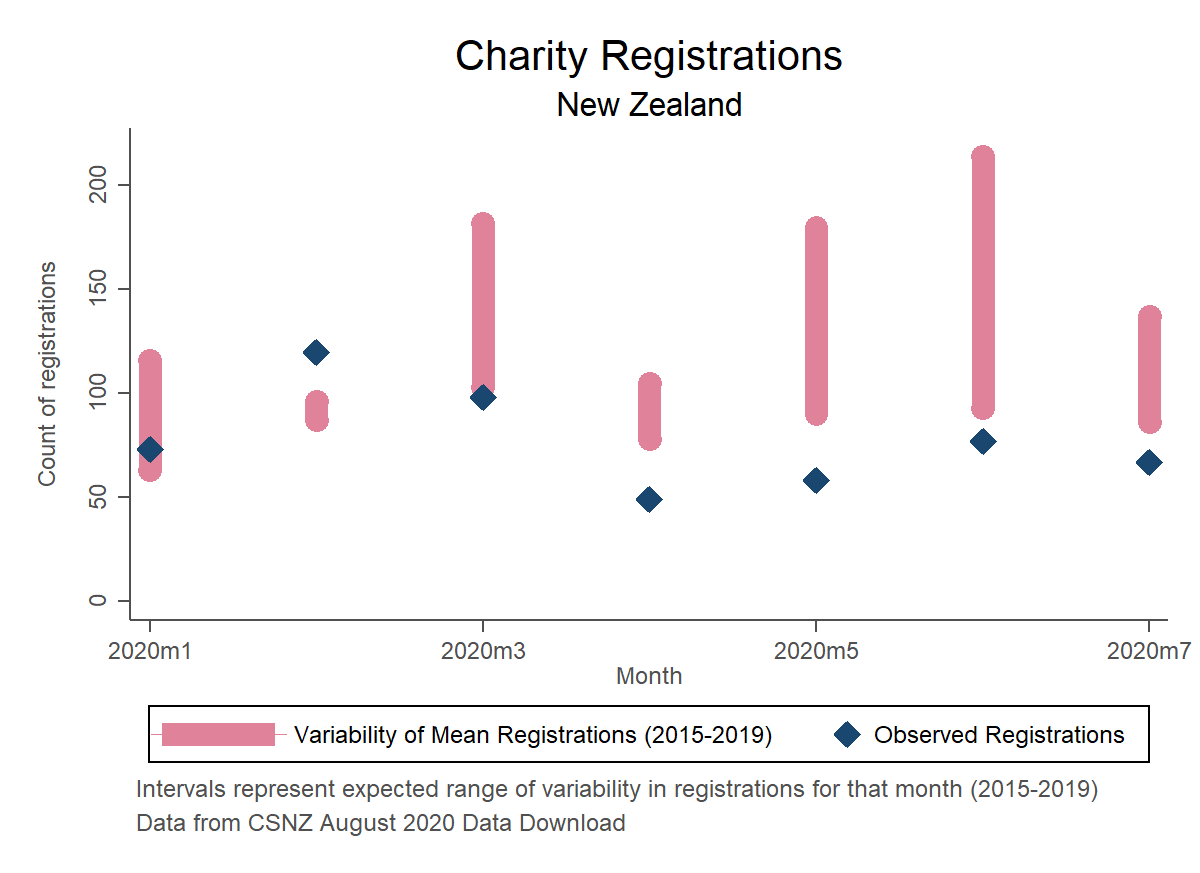 Charity Registrations
New Zealand
Count of registrations
200
150
100
50
0
2020m1 2020m3 2020m5 2020m7
Month
Variability of Mean Registrations (2015-2019) Observed Registrations
Intervals represent expected range of variability in registrations for that month (2015-2019)
Data from CSNZ August 2020 Data Download